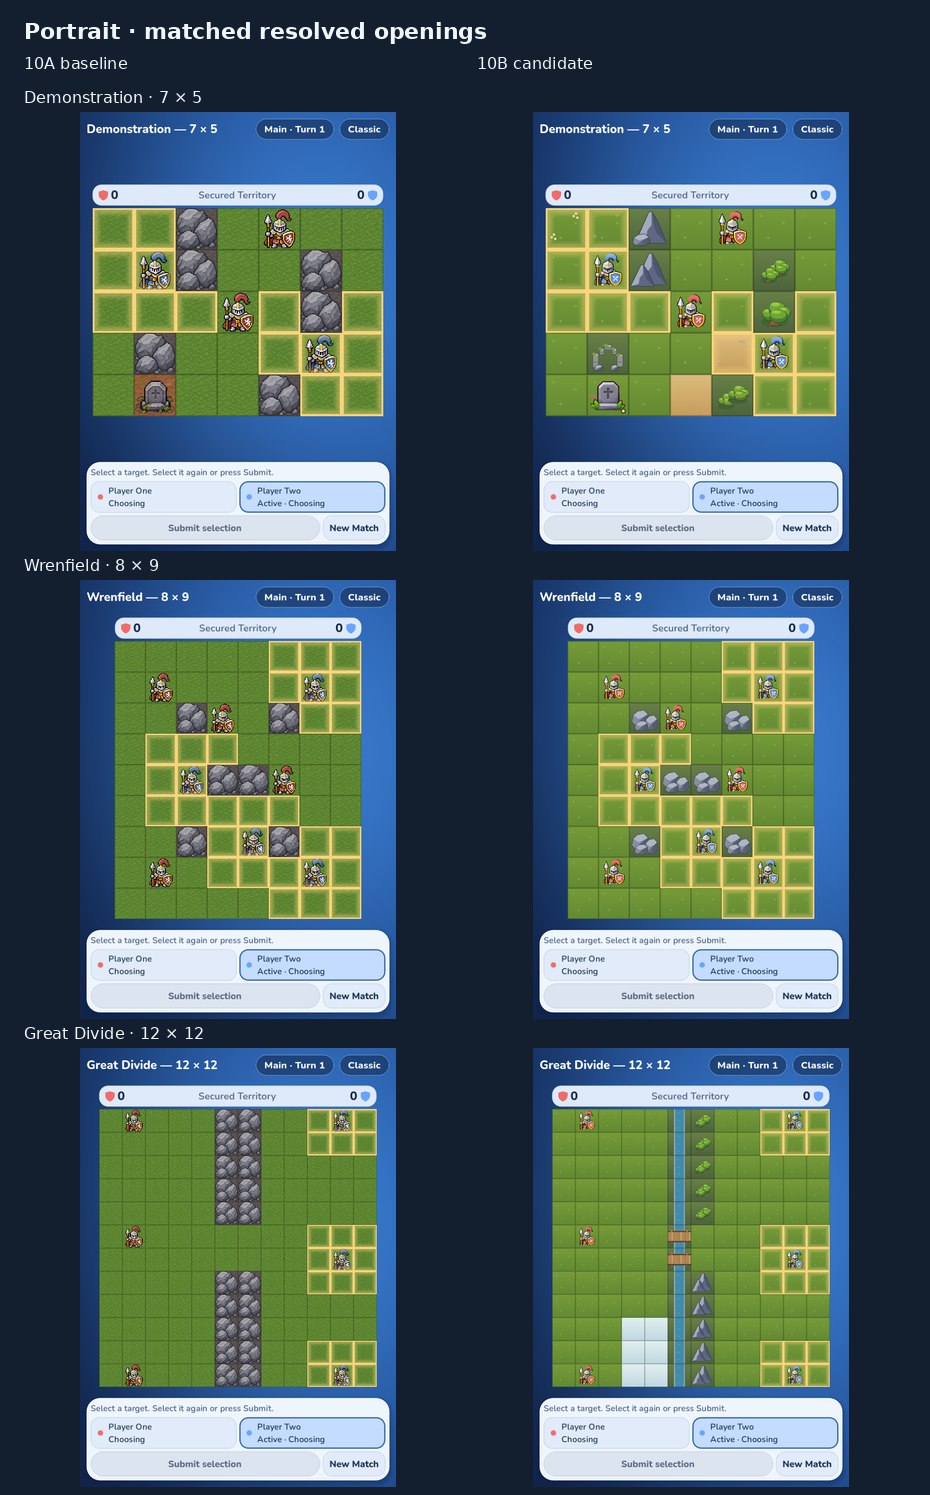 Portrait · matched resolved openings
10A baseline
10B candidate
Demonstration · 7 × 5
Demonstration — 7 × 5
Main · Turn 1
Classic
0
Secured Territory
0
Select a target. Select it again or press Submit.
Player One
Choosing
Player Two
Active · Choosing
Submit selection
New Match
Demonstration — 7 × 5
Main · Turn 1
Classic
0
Secured Territory
0
Select a target. Select it again or press Submit.
Player One
Choosing
Player Two
Active · Choosing
Submit selection
New Match
Wrenfield · 8 × 9
Wrenfield — 8 × 9
Main · Turn 1
Classic
0
Secured Territory
0
Select a target. Select it again or press Submit.
Player One
Choosing
Player Two
Active · Choosing
Submit selection
New Match
Wrenfield — 8 × 9
Main · Turn 1
Classic
0
Secured Territory
0
Select a target. Select it again or press Submit.
Player One
Choosing
Player Two
Active · Choosing
Submit selection
New Match
Great Divide · 12 × 12
Great Divide — 12 × 12
Main · Turn 1
Classic
0
Secured Territory
0
Select a target. Select it again or press Submit.
Player One
Choosing
Player Two
Active · Choosing
Submit selection
New Match
Great Divide — 12 × 12
Main · Turn 1
Classic
0
Secured Territory
0
Select a target. Select it again or press Submit.
Player One
Choosing
Player Two
Active · Choosing
Submit selection
New Match